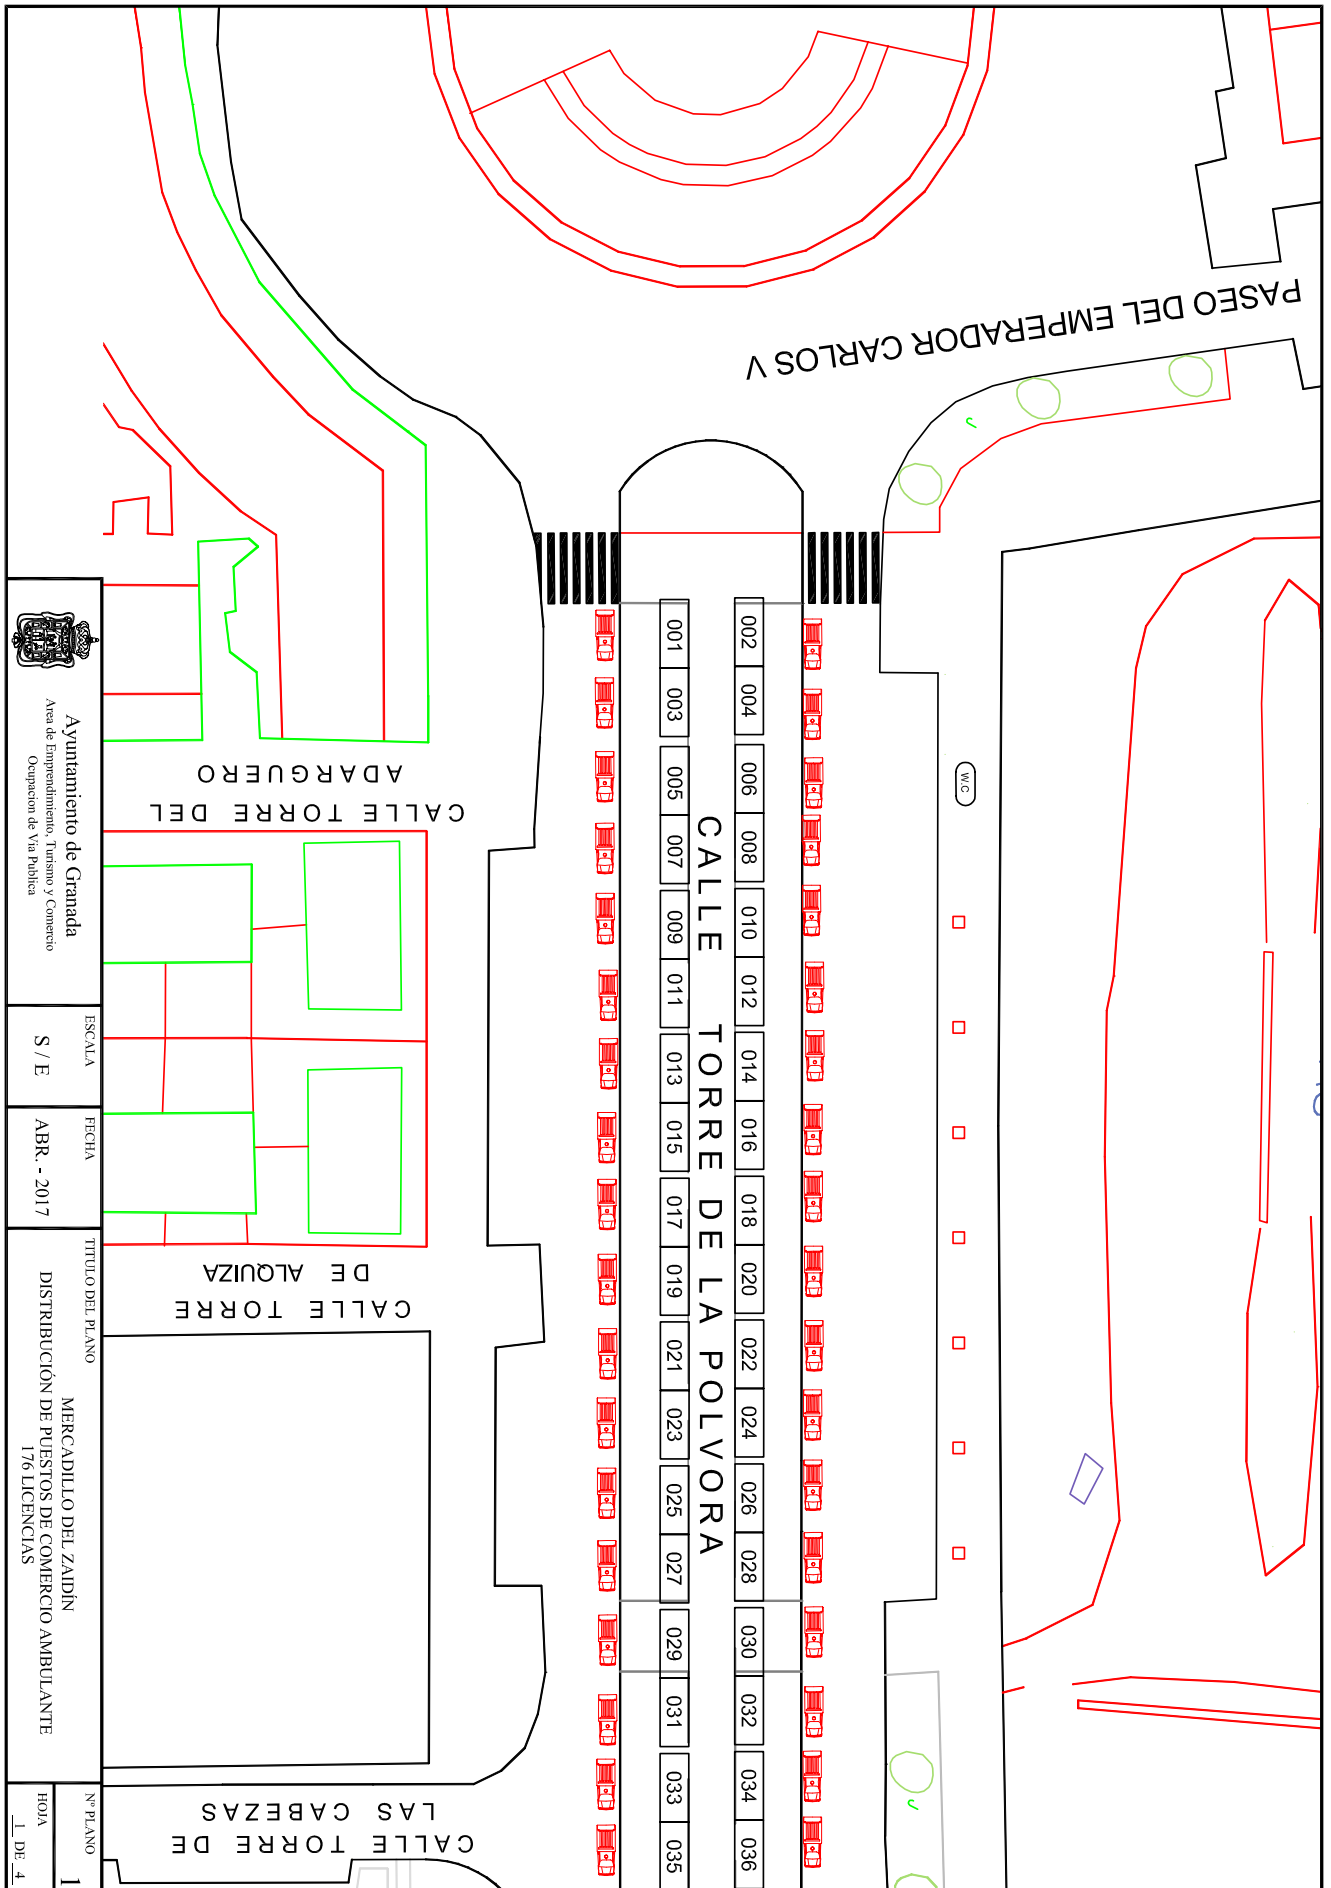 PASEO DEL EMPERADOR CARLOS V
CALLE TORRE DE LA POLVORA
001
003
005
007
009
011
013
015
017
019
021
023
025
027
029
031
033
035
002
004
006
008
010
012
014
016
018
020
022
024
026
028
030
032
034
036
W.C
CALLE TORRE DEL
ADARGUERO
CALLE TORRE
DE ALQUIZA
CALLE TORRE DE
LAS CABEZAS
Ayuntamiento de Granada
Area de Emprendimiento, Turismo y Comercio
Ocupacion de Via Publica
ESCALA
S / E
FECHA
ABR. - 2017
TITULO DEL PLANO
MERCADILLO DEL ZAIDÍN
DISTRIBUCIÓN DE PUESTOS DE COMERCIO AMBULANTE
176 LICENCIAS
Nº PLANO
1
HOJA
1 DE 4